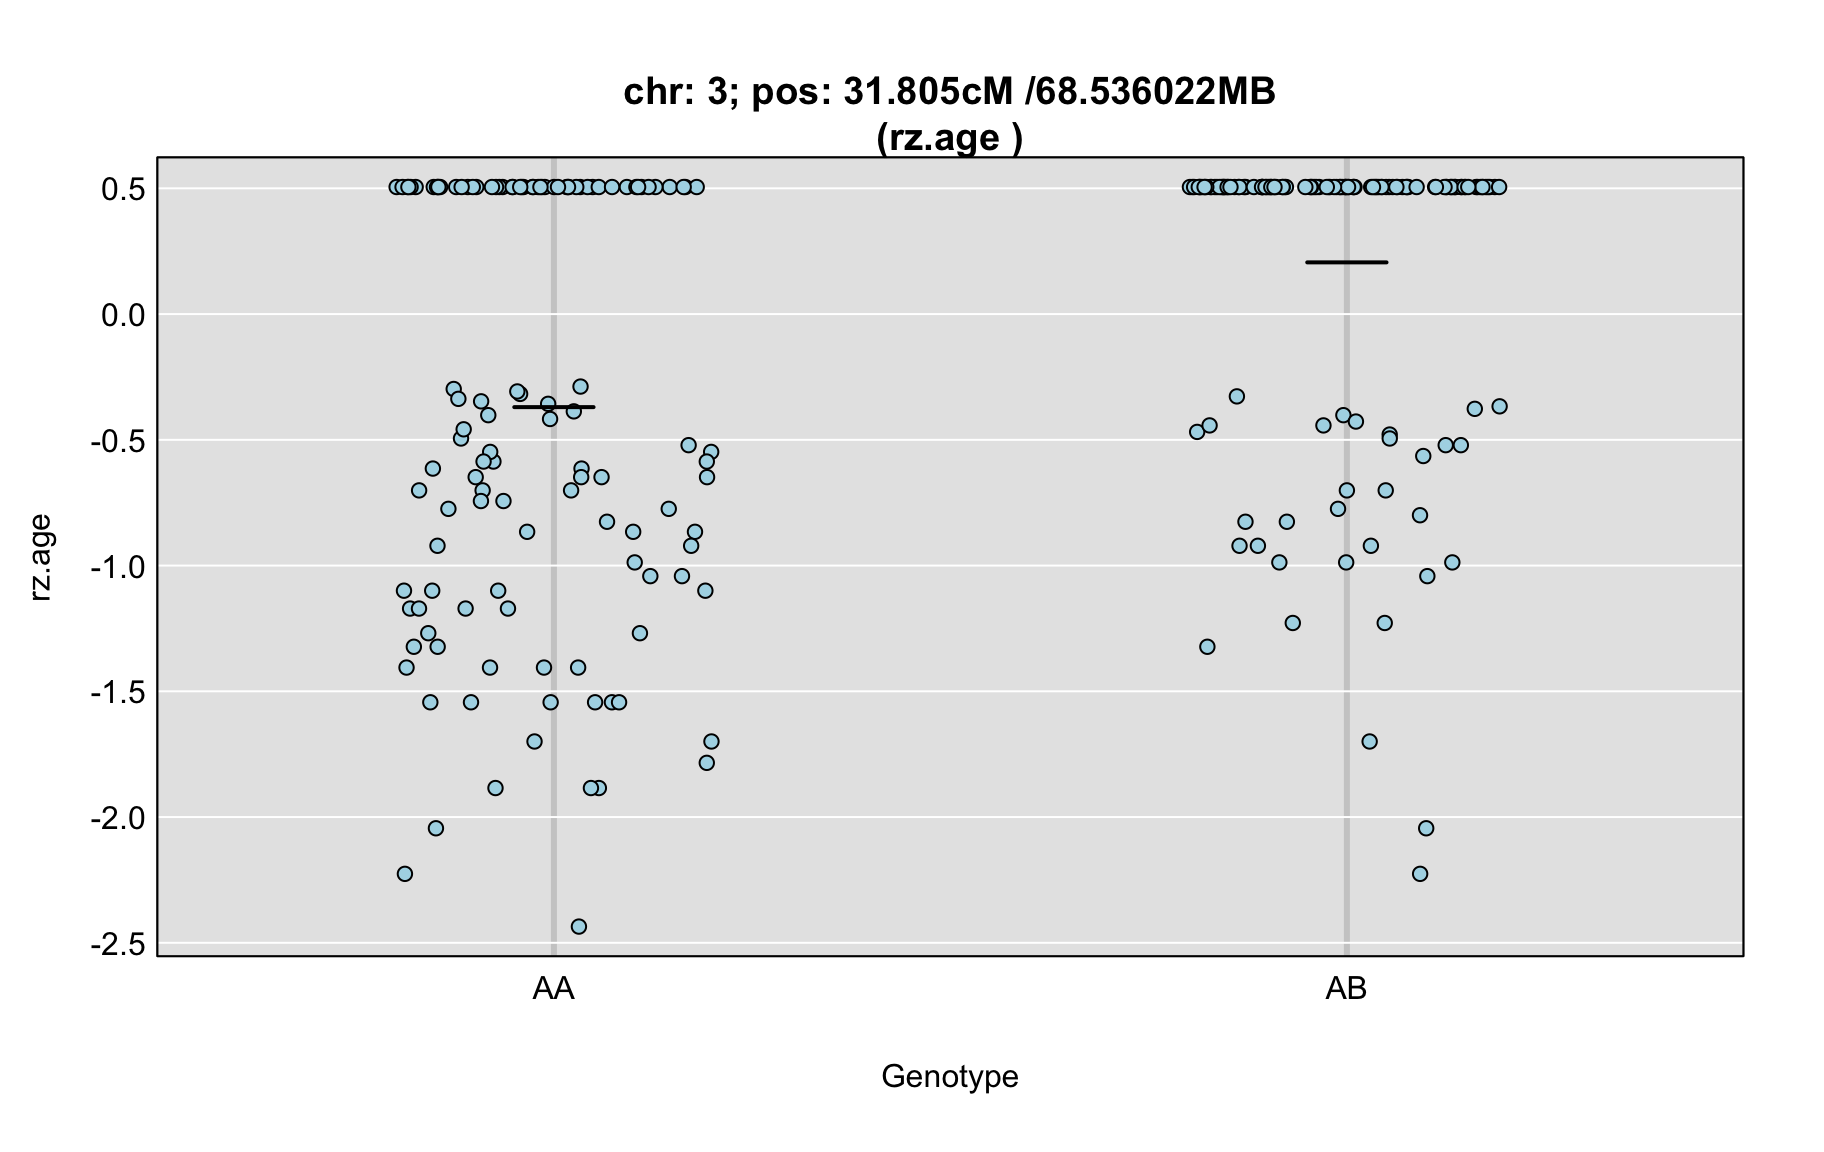 chr: 3; pos: 31.805cM /68.536022MB
(rz.age )
rz.age
0.5
0.0
-0.5
-1.0
-1.5
-2.0
-2.5
AA
AB
Genotype